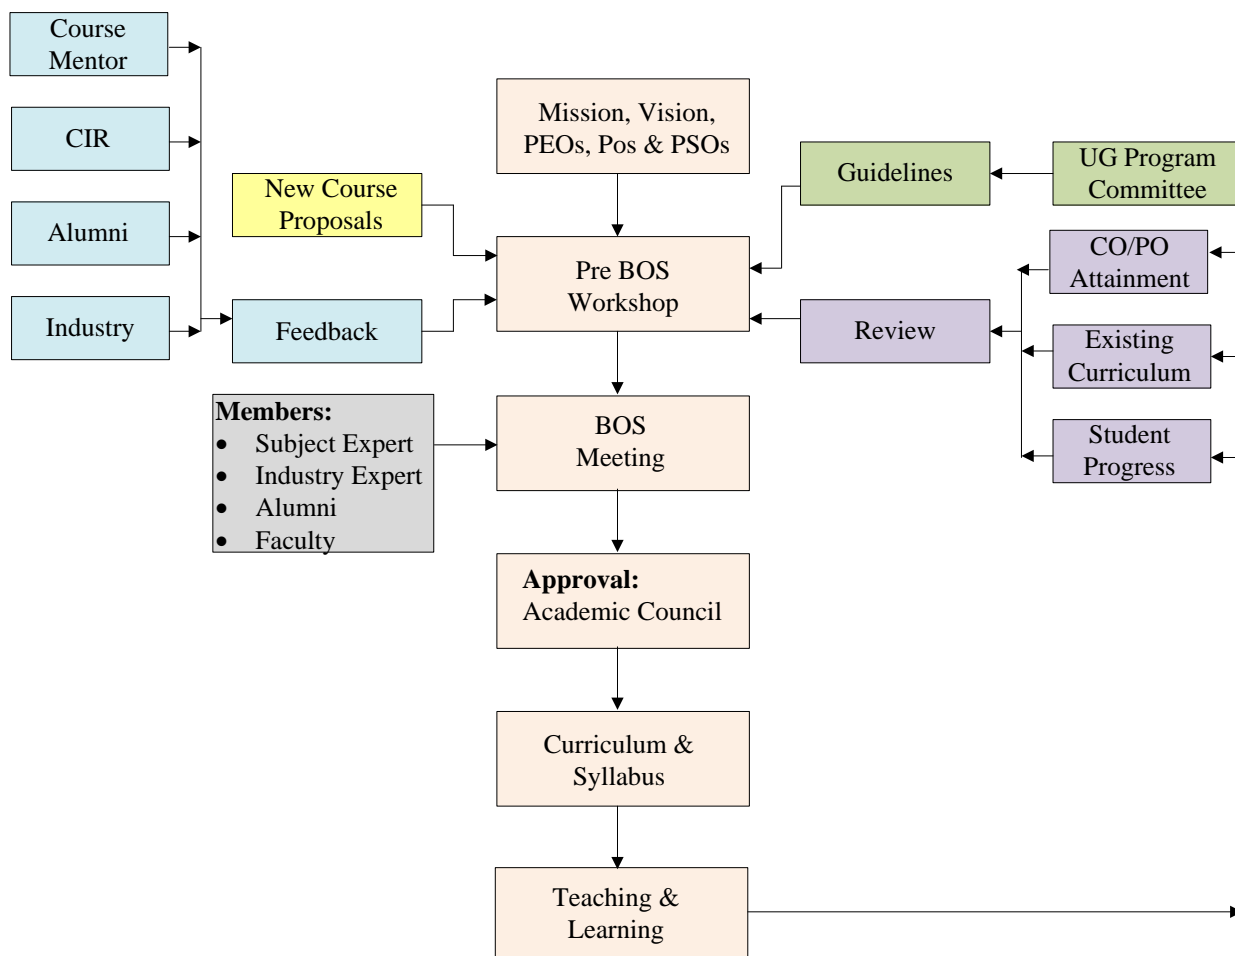 Course
Mentor
CIR
Alumni
Industry
New Course
Proposals
Feedback
Mission, Vision,
PEOs, Pos & PSOs
Pre BOS
Workshop
Guidelines
UG Program
Committee
Review
CO/PO
Attainment
Existing
Curriculum
Student
Progress
Members:
• Subject Expert
• Industry Expert
• Alumni
• Faculty
BOS
Meeting
Approval:
Academic Council
Curriculum &
Syllabus
Teaching &
Learning